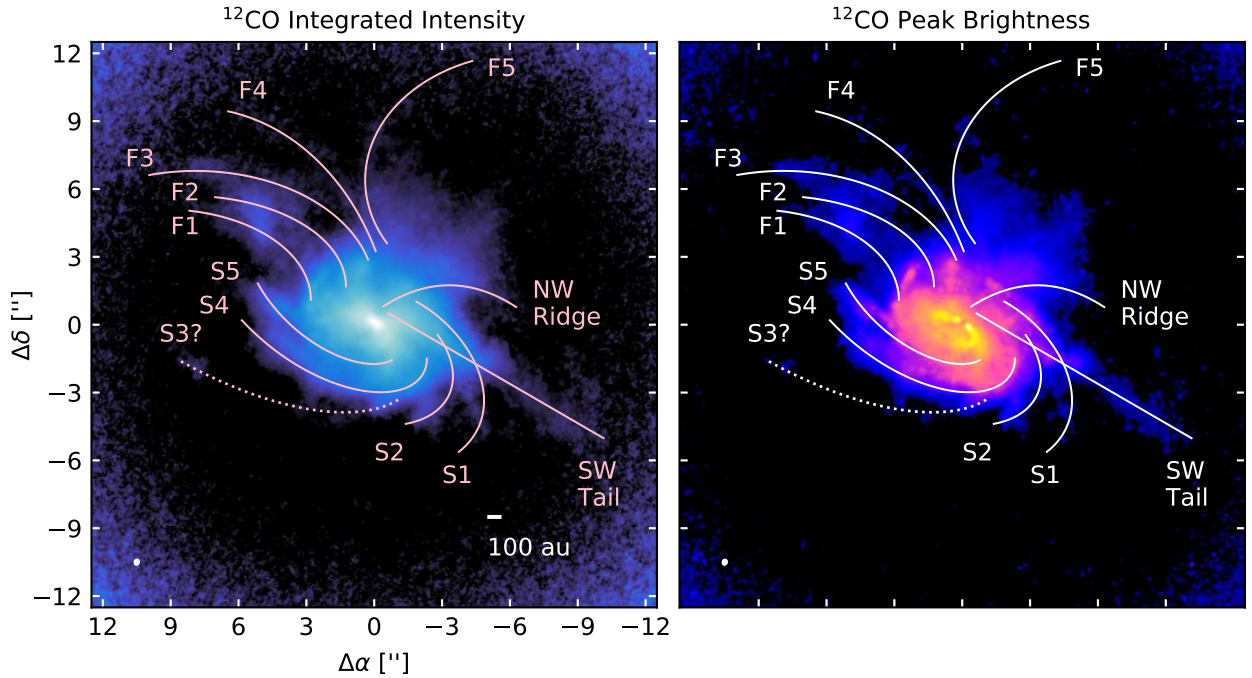 ¹²CO Integrated Intensity
¹²CO Peak Brightness
12
9
6
3
0
−3
−6
−9
−12
12
9
6
3
0
−3
−6
−9
−12
Δδ ['']
Δα ['']
F5
F4
F3
F2
F1
S5
S4
S3?
NW
Ridge
S2
S1
SW
Tail
100 au
F5
F4
F3
F2
F1
S5
S4
S3?
NW
Ridge
S2
S1
SW
Tail